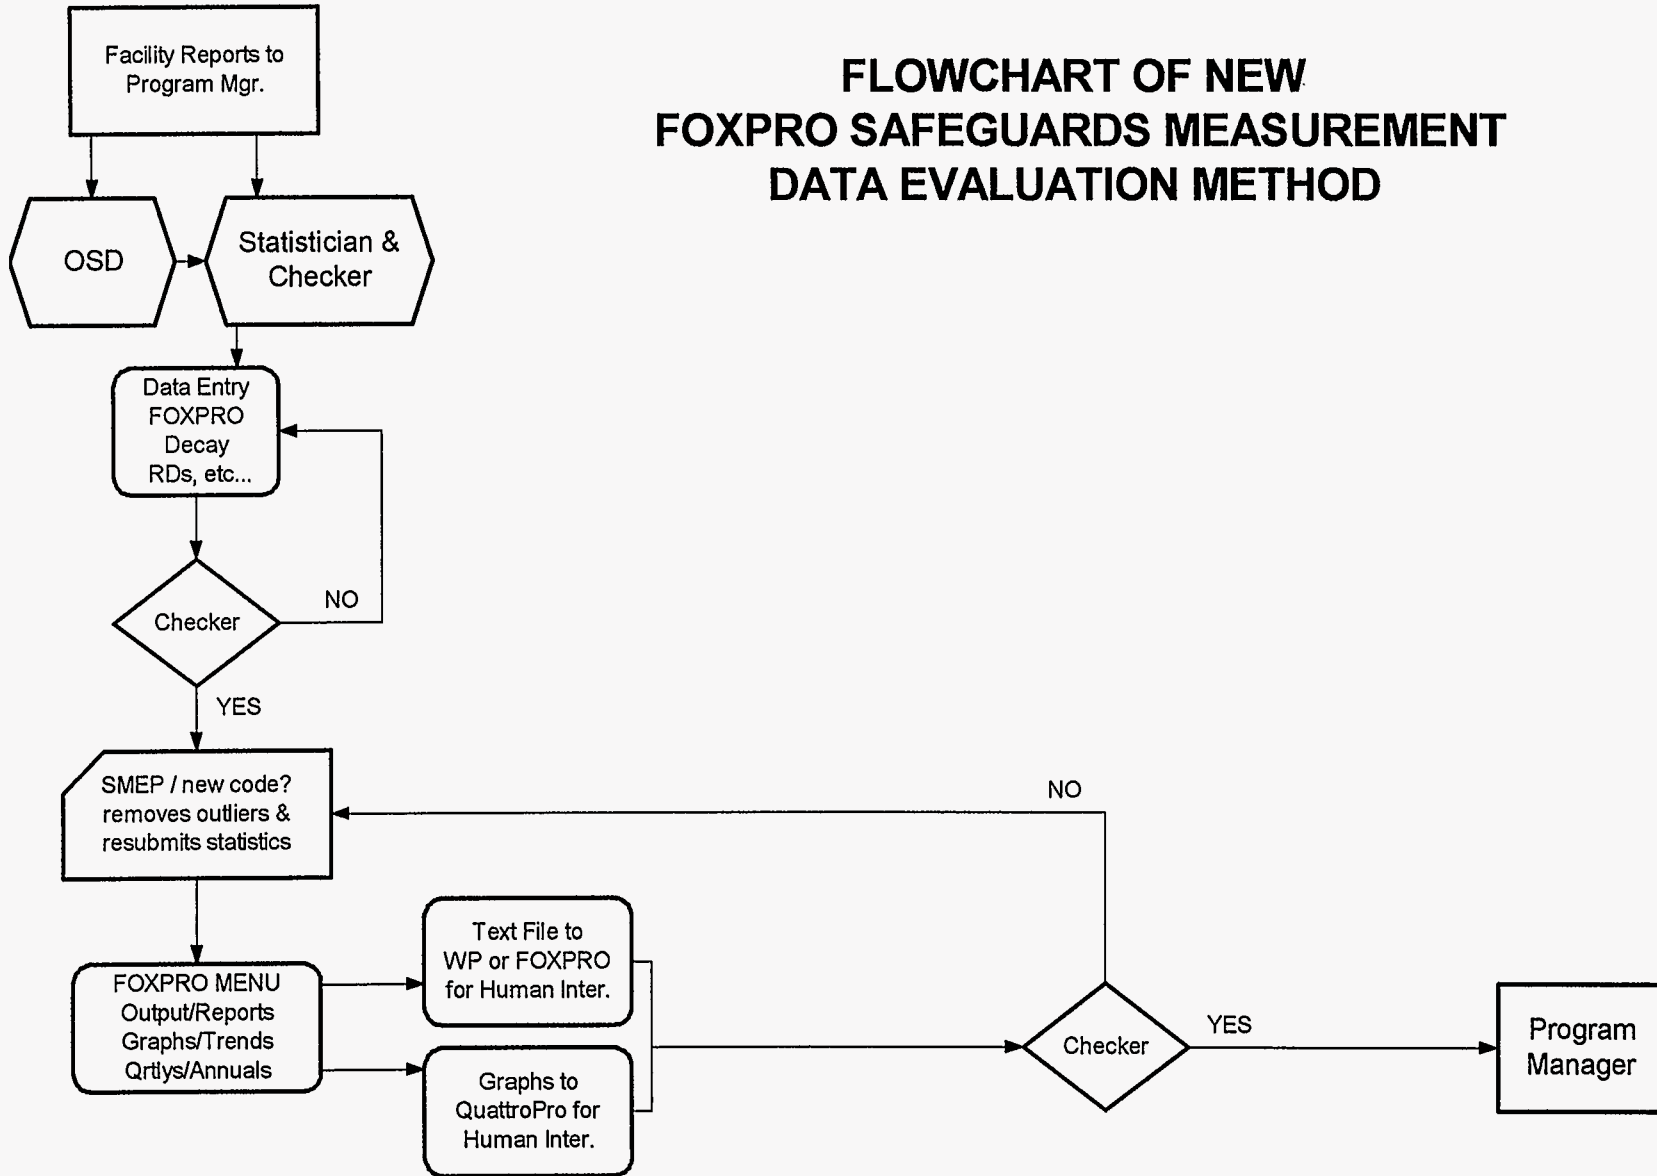 Facility Reports to
Program Mgr.
FLOWCHART OF NEW
FOXPRO SAFEGUARDS MEASUREMENT
DATA EVALUATION METHOD
OSD
Statistician &
Checker
Data Entry
FOXPRO
Decay
RDs, etc...
Checker
NO
YES
SMEP / new code?
removes outliers &
resubmits statistics
NO
FOXPRO MENU
Output/Reports
Graphs/Trends
Qrtlys/Annuals
Text File to
WP or FOXPRO
for Human Inter.
Graphs to
QuattroPro for
Human Inter.
Checker
YES
Program
Manager